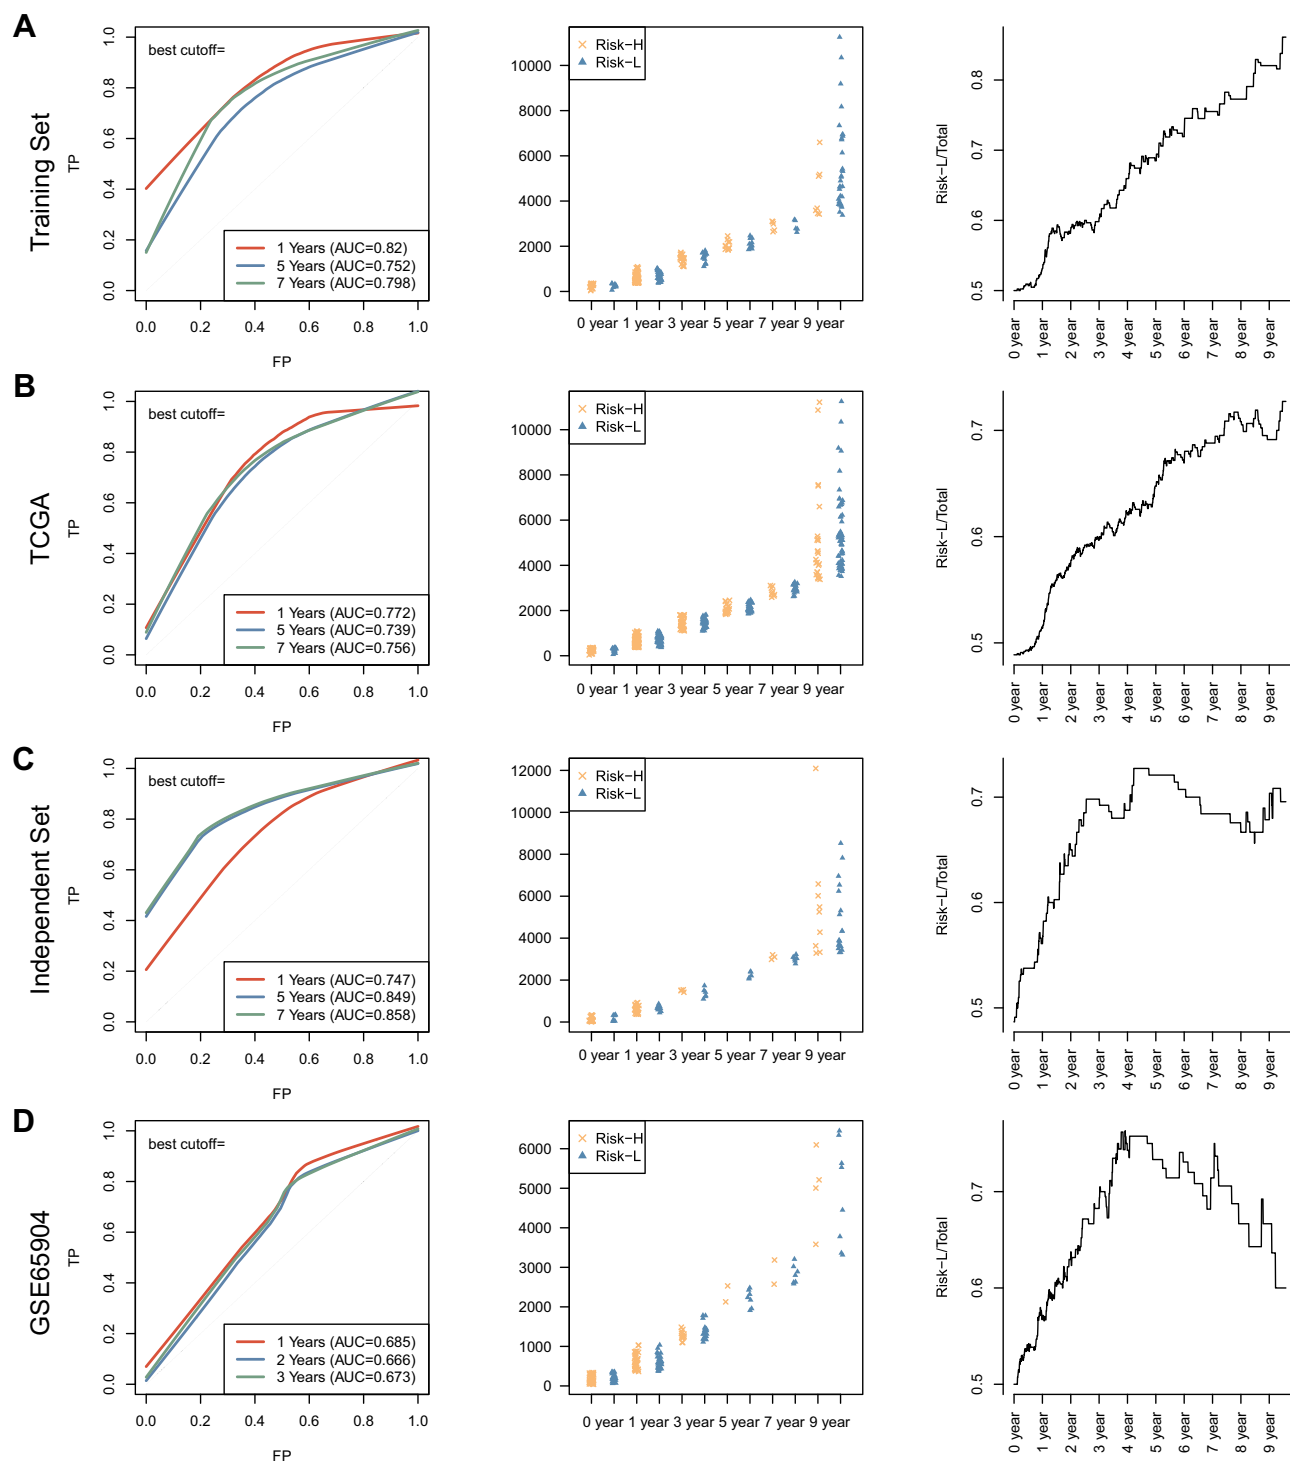 A
Training Set
TP
1.0
0.8
0.6
0.4
0.2
0.0
best cutoff=
1 Years (AUC=0.82)
5 Years (AUC=0.752)
7 Years (AUC=0.798)
0.0 0.2 0.4 0.6 0.8 1.0
FP
Risk-H
Risk-L
10000
8000
6000
4000
2000
0
0 year 1 year 3 year 5 year 7 year 9 year
Risk-L/Total
0.8
0.7
0.6
0.5
0 year 1 year 2 year 3 year 4 year 5 year 6 year 7 year 8 year 9 year
B
TCGA
TP
1.0
0.8
0.6
0.4
0.2
0.0
best cutoff=
1 Years (AUC=0.772)
5 Years (AUC=0.739)
7 Years (AUC=0.756)
0.0 0.2 0.4 0.6 0.8 1.0
FP
Risk-H
Risk-L
10000
8000
6000
4000
2000
0
0 year 1 year 3 year 5 year 7 year 9 year
Risk-L/Total
0.7
0.6
0.5
0 year 1 year 2 year 3 year 4 year 5 year 6 year 7 year 8 year 9 year
C
Independent Set
TP
1.0
0.8
0.6
0.4
0.2
0.0
best cutoff=
1 Years (AUC=0.747)
5 Years (AUC=0.849)
7 Years (AUC=0.858)
0.0 0.2 0.4 0.6 0.8 1.0
FP
Risk-H
Risk-L
12000
10000
8000
6000
4000
2000
0
0 year 1 year 3 year 5 year 7 year 9 year
Risk-L/Total
0.7
0.6
0.5
0 year 1 year 2 year 3 year 4 year 5 year 6 year 7 year 8 year 9 year
D
GSE65904
TP
1.0
0.8
0.6
0.4
0.2
0.0
best cutoff=
1 Years (AUC=0.685)
2 Years (AUC=0.666)
3 Years (AUC=0.673)
0.0 0.2 0.4 0.6 0.8 1.0
FP
Risk-H
Risk-L
6000
5000
4000
3000
2000
1000
0
0 year 1 year 3 year 5 year 7 year 9 year
Risk-L/Total
0.7
0.6
0.5
0 year 1 year 2 year 3 year 4 year 5 year 6 year 7 year 8 year 9 year